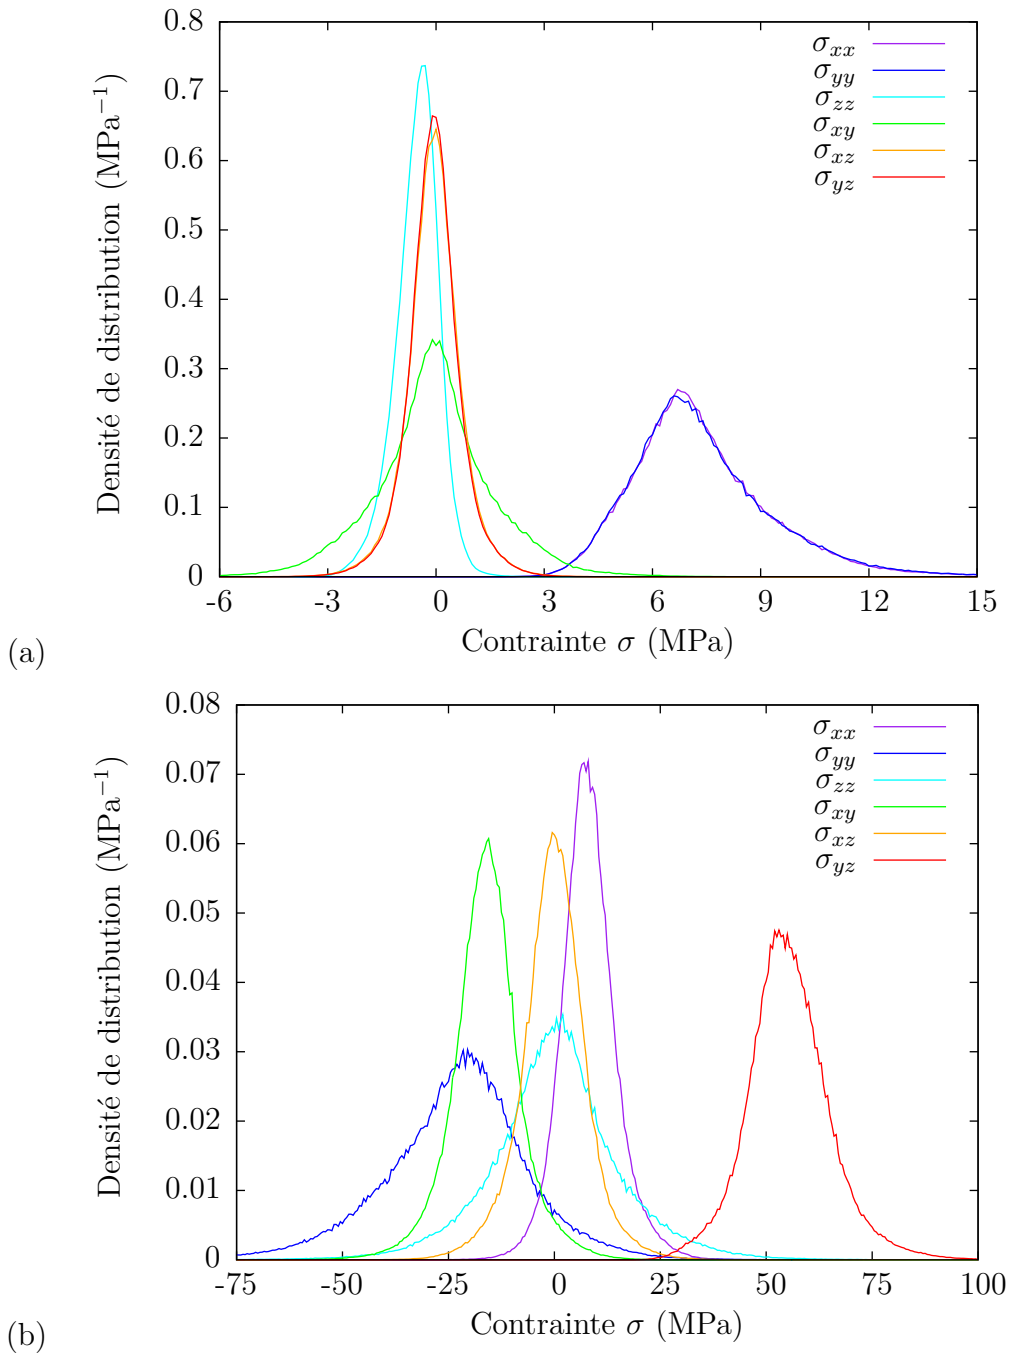 0.8
0.7
0.6
0.5
0.4
0.3
0.2
0.1
0
Densité de distribution (MPa⁻¹)
σxx
σyy
σzz
σxy
σxz
σyz
-6 -3 0 3 6 9 12 15
Contrainte σ (MPa)
(a)
0.08
0.07
0.06
0.05
0.04
0.03
0.02
0.01
0
Densité de distribution (MPa⁻¹)
σxx
σyy
σzz
σxy
σxz
σyz
-75 -50 -25 0 25 50 75 100
Contrainte σ (MPa)
(b)